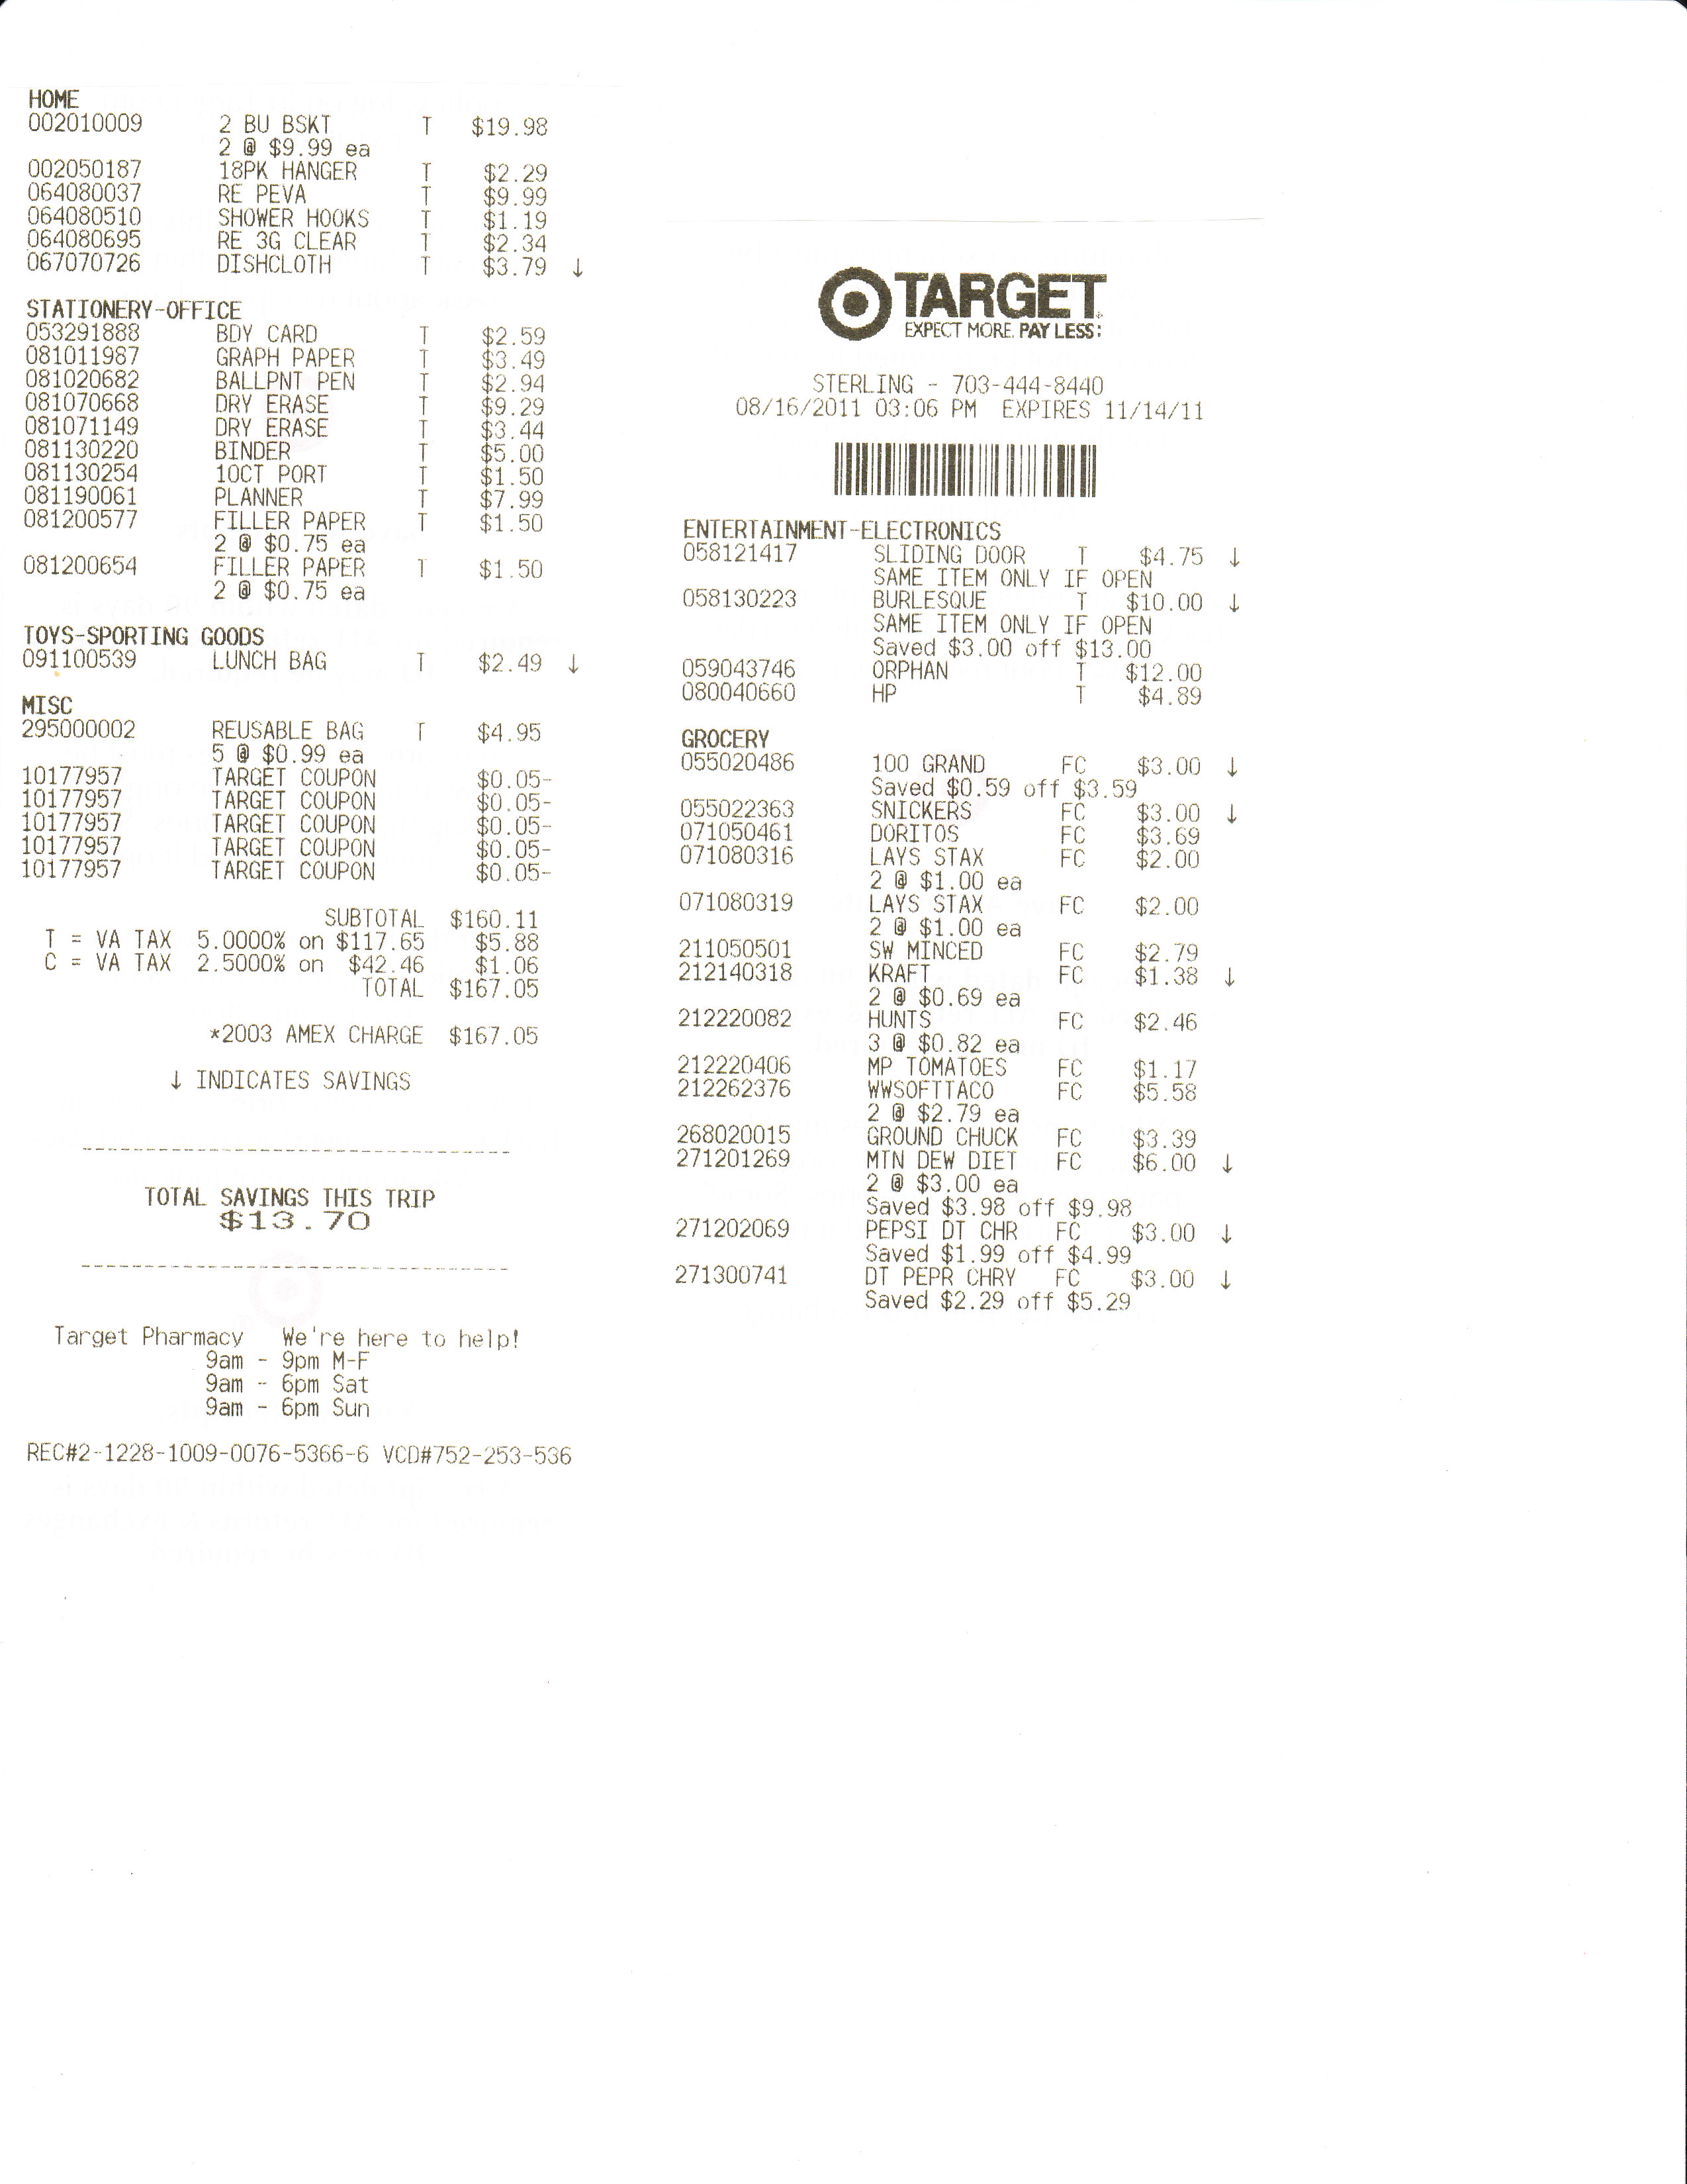 TARGET
EXPECT MORE. PAY LESS:
STERLING - 703-444-8440
08/16/2011 03:06 PM EXPIRES 11/14/11
ENTERTAINMENT-ELECTRONICS
058121417 SLIDING DOOR T $4.75 ↓
SAME ITEM ONLY IF OPEN
058130223 BURLESQUE T $10.00 ↓
SAME ITEM ONLY IF OPEN
Saved $3.00 off $13.00
059043746 ORPHAN T $12.00
080040660 HP T $4.89
GROCERY
055020486 100 GRAND FC $3.00 ↓
Saved $0.59 off $3.59
055022363 SNICKERS FC $3.00 ↓
071050461 DORITOS FC $3.69
071080316 LAYS STAX FC $2.00
2 @ $1.00 ea
071080319 LAYS STAX FC $2.00
2 @ $1.00 ea
211050501 SW MINCED FC $2.79
212140318 KRAFT FC $1.38 ↓
2 @ $0.69 ea
212220082 HUNTS FC $2.46
3 @ $0.82 ea
212220406 MP TOMATOES FC $1.17
212262376 WWSOFTTACO FC $5.58
2 @ $2.79 ea
268020015 GROUND CHUCK FC $3.39
271201269 MTN DEW DIET FC $6.00 ↓
2 @ $3.00 ea
Saved $3.98 off $9.98
271202069 PEPSI DT CHR FC $3.00 ↓
Saved $1.99 off $4.99
271300741 DT PEPR CHRY FC $3.00 ↓
Saved $2.29 off $5.29
HOME
002010009 2 BU BSKT T $19.98
2 @ $9.99 ea
002050187 18PK HANGER T $2.29
064080037 RE PEVA T $9.99
064080510 SHOWER HOOKS T $1.19
064080695 RE 3G CLEAR T $2.34
067070726 DISHCLOTH T $3.79 ↓
STATIONERY-OFFICE
053291888 BDY CARD T $2.59
081011987 GRAPH PAPER T $3.49
081020682 BALLPNT PEN T $2.94
081070668 DRY ERASE T $9.29
081071149 DRY ERASE T $3.44
081130220 BINDER T $5.00
081130254 10CT PORT T $1.50
081190061 PLANNER T $7.99
081200577 FILLER PAPER T $1.50
2 @ $0.75 ea
081200654 FILLER PAPER T $1.50
2 @ $0.75 ea
TOYS-SPORTING GOODS
091100539 LUNCH BAG T $2.49 ↓
MISC
295000002 REUSABLE BAG T $4.95
5 @ $0.99 ea
10177957 TARGET COUPON $0.05-
10177957 TARGET COUPON $0.05-
10177957 TARGET COUPON $0.05-
10177957 TARGET COUPON $0.05-
10177957 TARGET COUPON $0.05-
SUBTOTAL $160.11
T = VA TAX 5.0000% on $117.65 $5.88
C = VA TAX 2.5000% on $42.46 $1.06
TOTAL $167.05
*2003 AMEX CHARGE $167.05
↓ INDICATES SAVINGS
TOTAL SAVINGS THIS TRIP
$13.70
Target Pharmacy We're here to help!
9am - 9pm M-F
9am - 6pm Sat
9am - 6pm Sun
REC#2-1228-1009-0076-5366-6 VCD#752-253-536